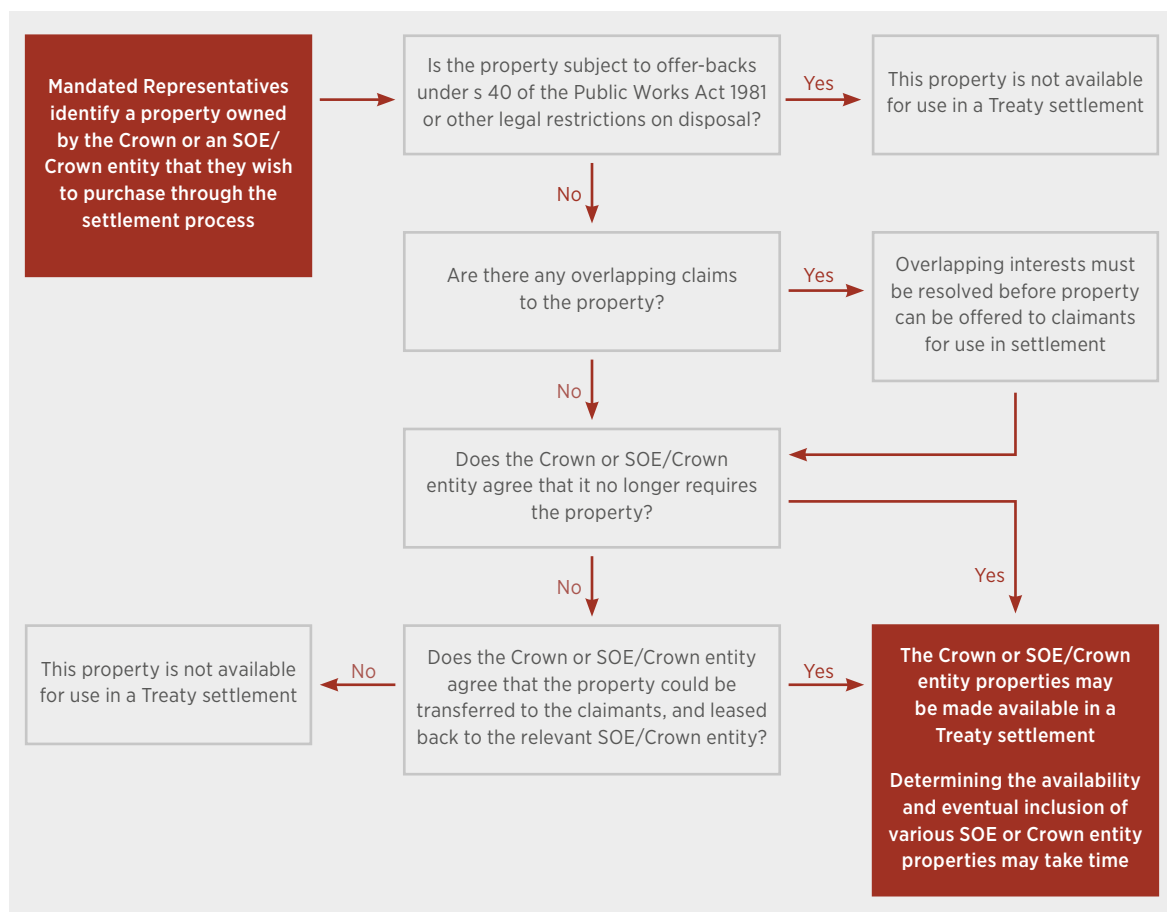 Mandated Representatives
identify a property owned
by the Crown or an SOE/
Crown entity that they wish
to purchase through the
settlement process
Is the property subject to offer-backs
under s 40 of the Public Works Act 1981
or other legal restrictions on disposal?
Yes
This property is not available
for use in a Treaty settlement
No
Are there any overlapping claims
to the property?
Yes
Overlapping interests must
be resolved before property
can be offered to claimants
for use in settlement
No
Does the Crown or SOE/Crown
entity agree that it no longer requires
the property?
Yes
No
This property is not available
for use in a Treaty settlement
No
Does the Crown or SOE/Crown entity
agree that the property could be
transferred to the claimants, and leased
back to the relevant SOE/Crown entity?
Yes
The Crown or SOE/Crown
entity properties may
be made available in a
Treaty settlement
Determining the availability
and eventual inclusion of
various SOE or Crown entity
properties may take time